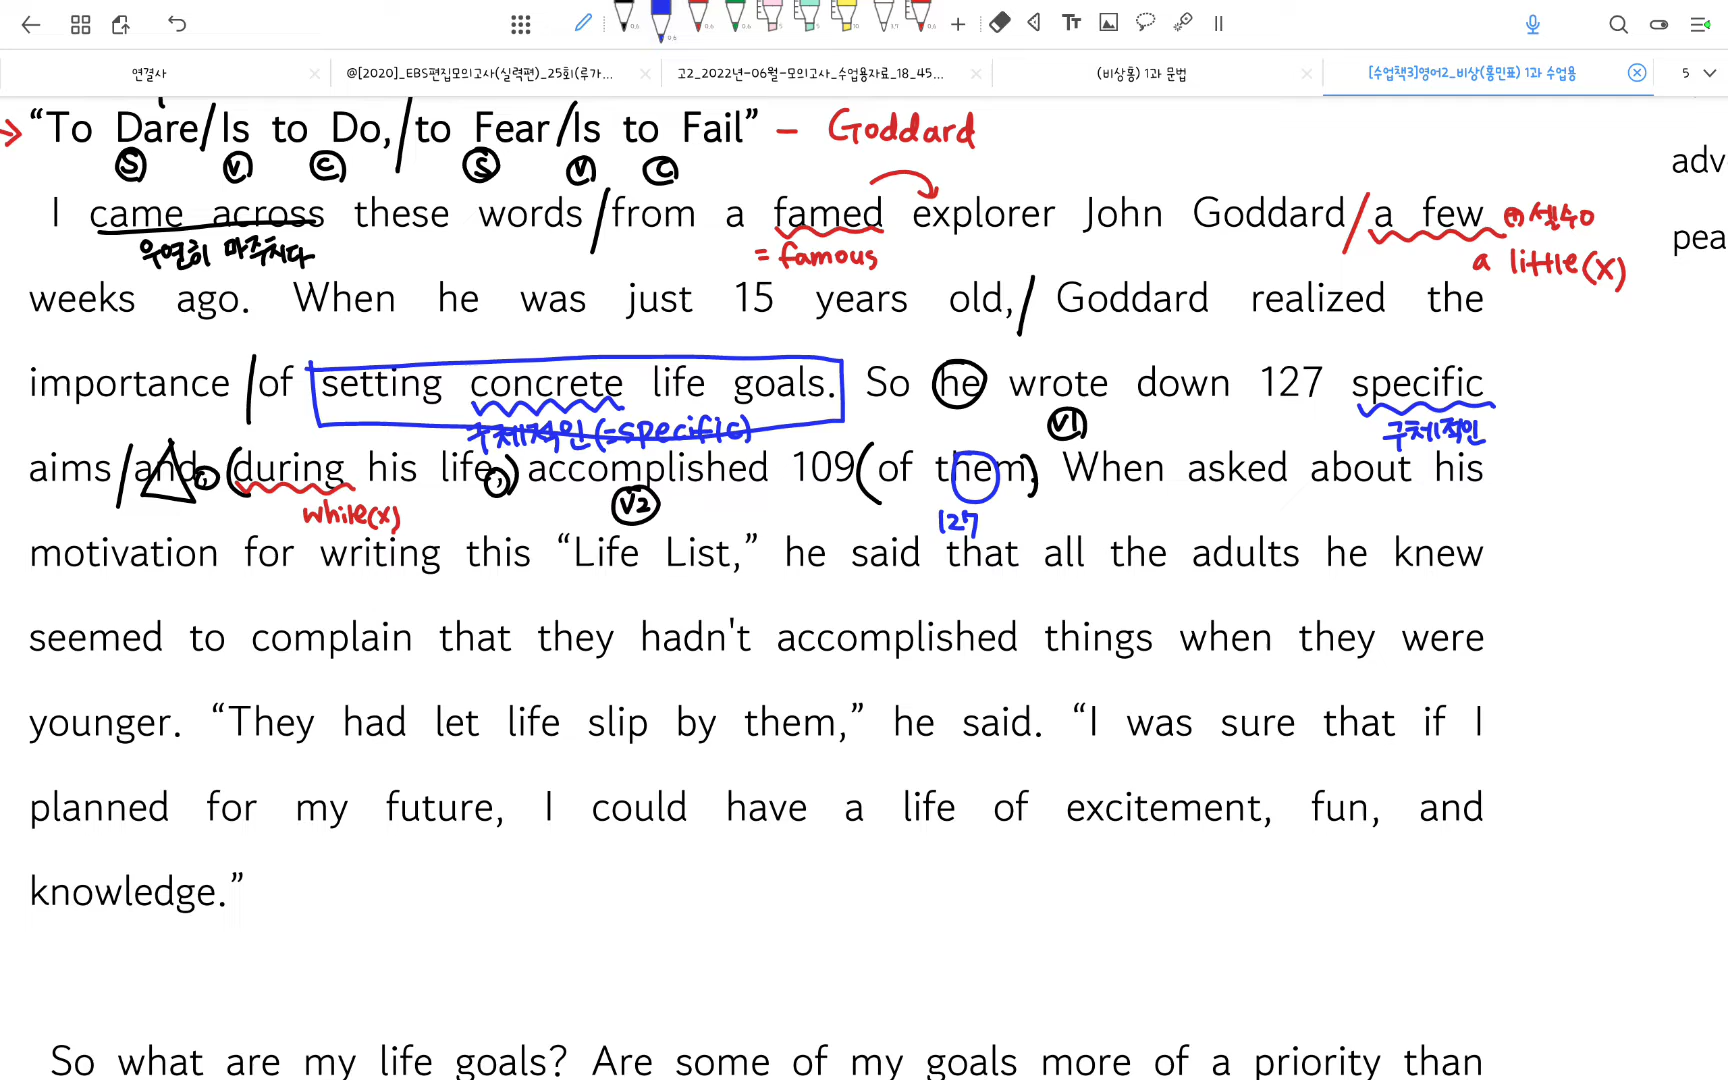 연결사 @[2020]_EBS편집모의고사(실력편)_25회(류가... 고2_2022년-06월-모의고사_수업용자료_18_45... (비상홍) 1과 문법 [수업책3]영어2_비상(홍민표) 1과 수업용 5
“To Dare/Is to Do,/to Fear/Is to Fail” – Goddard
S V C S V C
adv
I came across these words/from a famed explorer John Goddard/a few ⊕셀수O
우연히 마주치다 = famous a little(X)
pea
weeks ago. When he was just 15 years old,/Goddard realized the
importance/of setting concrete life goals. So he wrote down 127 specific
구체적인(=specific) V1 구체적인
aims/and, (during his life,) accomplished 109(of them.) When asked about his
while(X) V2 127
motivation for writing this “Life List,” he said that all the adults he knew
seemed to complain that they hadn't accomplished things when they were
younger. “They had let life slip by them,” he said. “I was sure that if I
planned for my future, I could have a life of excitement, fun, and
knowledge.”
So what are my life goals? Are some of my goals more of a priority than